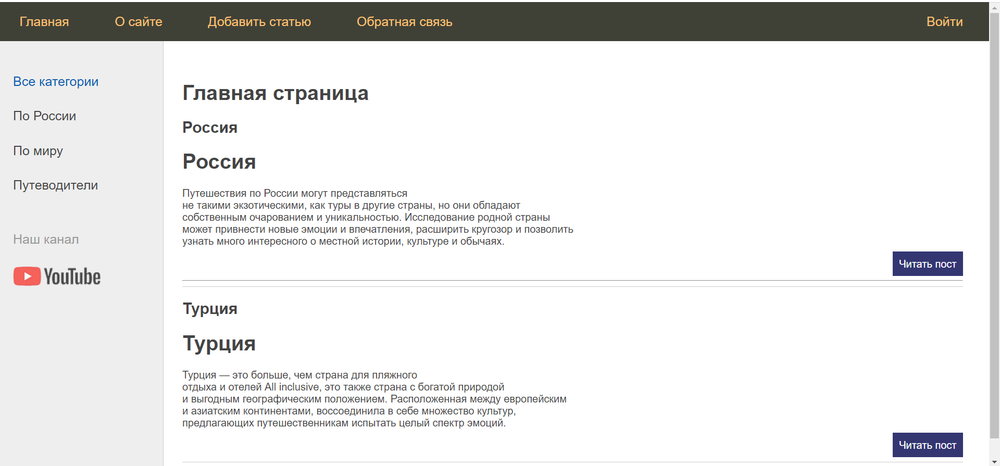 Главная О сайте Добавить статью Обратная связь Войти
Все категории
По России
По миру
Путеводители
Наш канал
YouTube
Главная страница
Россия
Россия
Путешествия по России могут представляться
не такими экзотическими, как туры в другие страны, но они обладают
собственным очарованием и уникальностью. Исследование родной страны
может привнести новые эмоции и впечатления, расширить кругозор и позволить
узнать много интересного о местной истории, культуре и обычаях.
Читать пост
Турция
Турция
Турция — это больше, чем страна для пляжного
отдыха и отелей All inclusive, это также страна с богатой природой
и выгодным географическим положением. Расположенная между европейским
и азиатским континентами, воссоединила в себе множество культур,
предлагающих путешественникам испытать целый спектр эмоций.
Читать пост